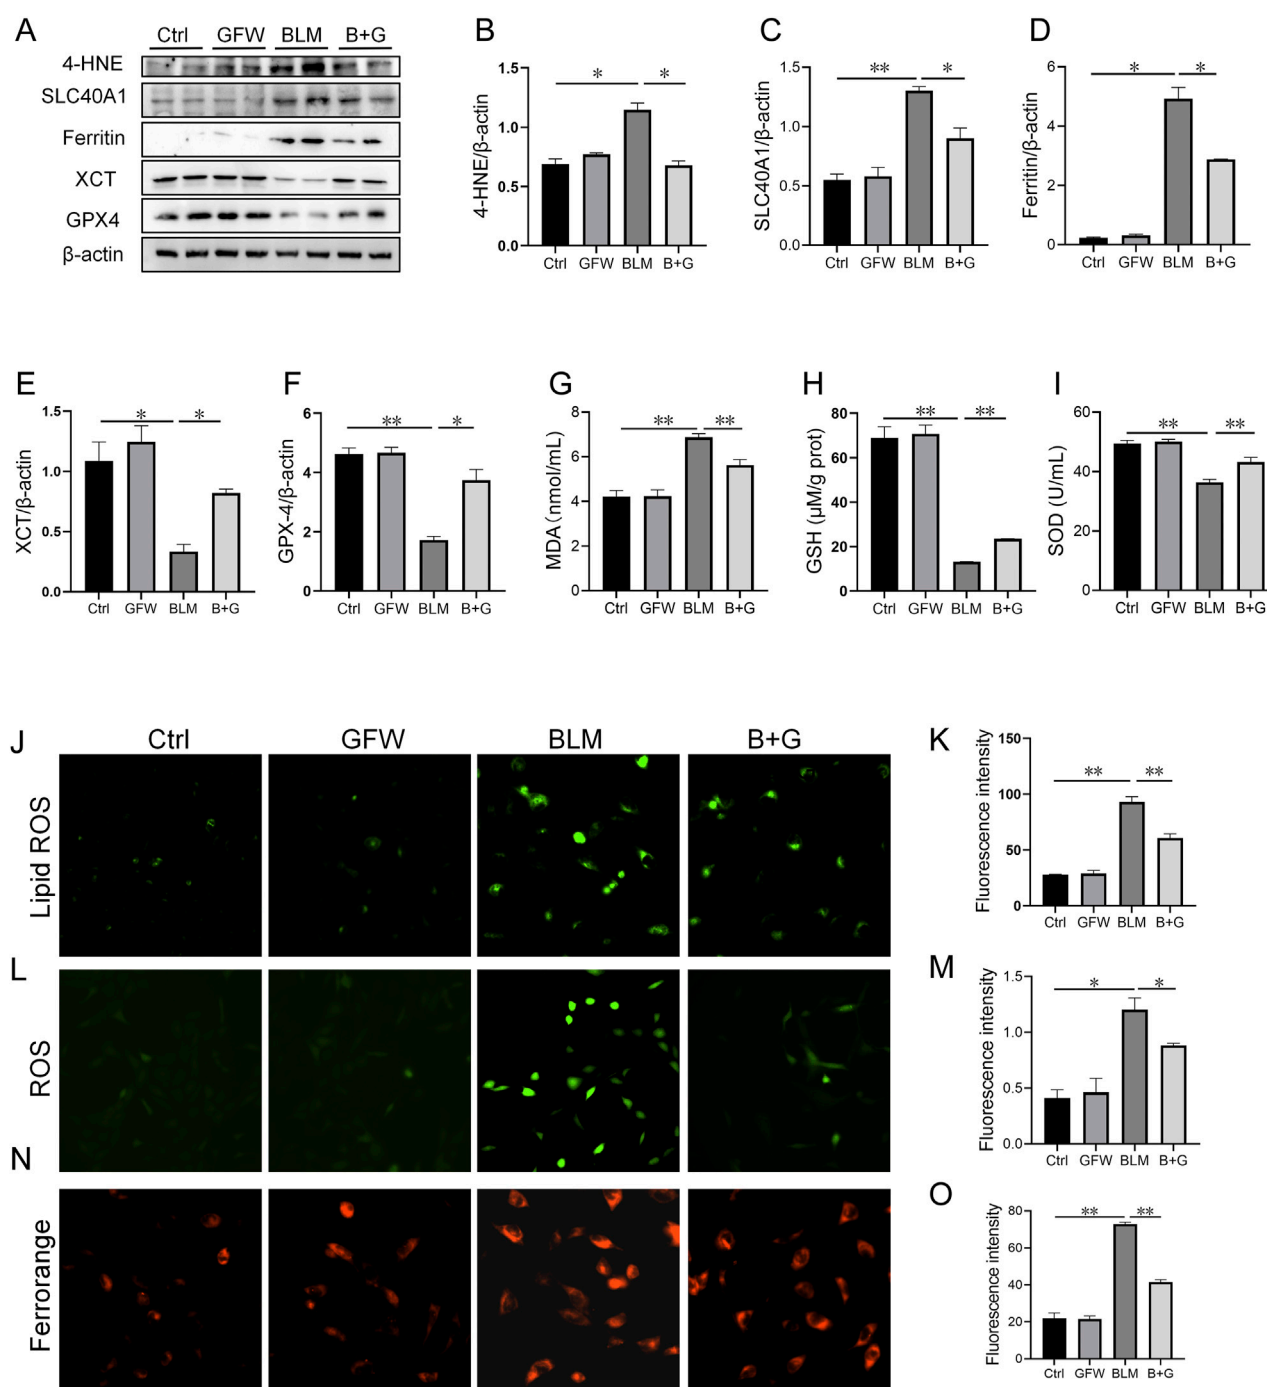 A
Ctrl GFW BLM B+G
4-HNE
SLC40A1
Ferritin
XCT
GPX4
β-actin
B
4-HNE/β-actin
1.5
1.0
0.5
0.0
* *
Ctrl GFW BLM B+G
C
SLC40A1/β-actin
1.5
1.0
0.5
0.0
** *
Ctrl GFW BLM B+G
D
Ferritin/β-actin
6
4
2
0
* *
Ctrl GFW BLM B+G
E
XCT/β-actin
1.5
1.0
0.5
0.0
* *
Ctrl GFW BLM B+G
F
GPX-4/β-actin
6
4
2
0
** *
Ctrl GFW BLM B+G
G
MDA(nmol/mL)
8
6
4
2
0
** **
Ctrl GFW BLM B+G
H
GSH (μM/g prot)
80
60
40
20
0
** **
Ctrl GFW BLM B+G
I
SOD (U/mL)
60
40
20
0
** **
Ctrl GFW BLM B+G
J
Ctrl GFW BLM B+G
Lipid ROS
K
Fluorescence intensity
150
100
50
0
** **
Ctrl GFW BLM B+G
L
ROS
M
Fluorescence intensity
1.5
1.0
0.5
0.0
* *
Ctrl GFW BLM B+G
N
Ferrorange
O
Fluorescence intensity
80
60
40
20
0
** **
Ctrl GFW BLM B+G